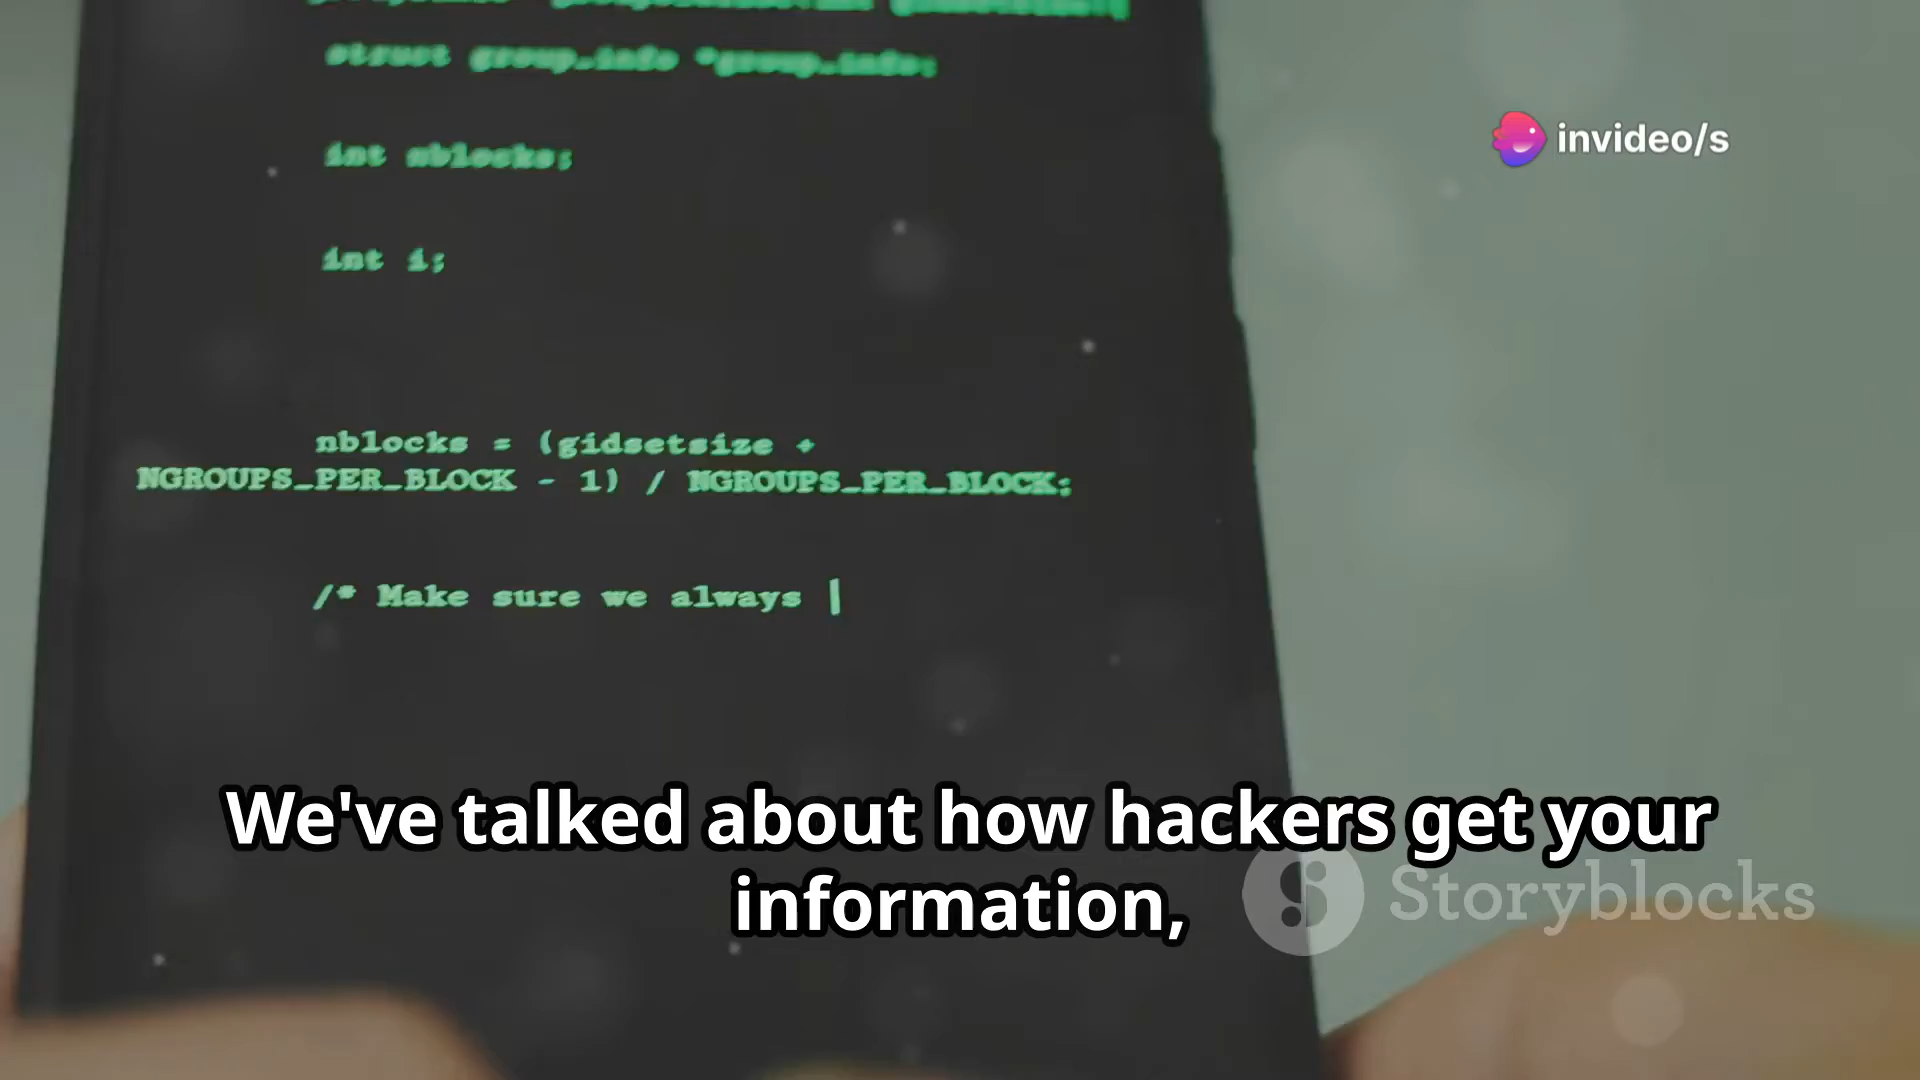 struct group_info *group_info;
int nblocks;
int i;
nblocks = (gidsetsize +
NGROUPS_PER_BLOCK - 1) / NGROUPS_PER_BLOCK;
/* Make sure we always
invideo/s
We've talked about how hackers get your
information,
Storyblocks